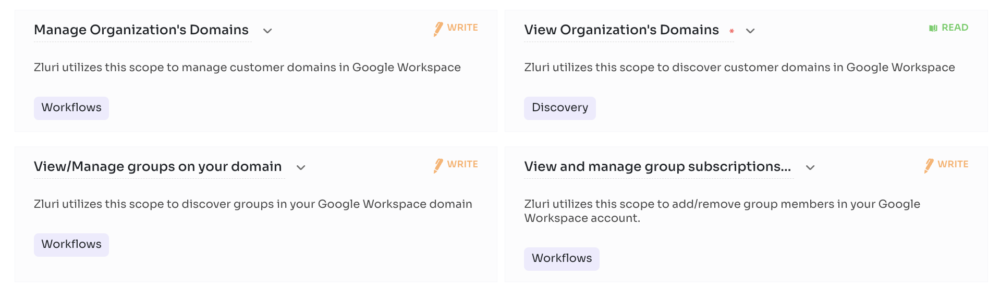 Manage Organization's Domains
WRITE
Zluri utilizes this scope to manage customer domains in Google Workspace
Workflows
View Organization's Domains *
READ
Zluri utilizes this scope to discover customer domains in Google Workspace
Discovery
View/Manage groups on your domain
WRITE
Zluri utilizes this scope to discover groups in your Google Workspace domain
Workflows
View and manage group subscriptions...
WRITE
Zluri utilizes this scope to add/remove group members in your Google
Workspace account.
Workflows